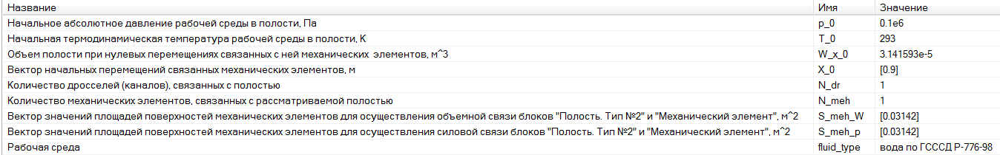 Название Имя Значение
Начальное абсолютное давление рабочей среды в полости, Па p_0 0.1e6
Начальная термодинамическая температура рабочей среды в полости, К T_0 293
Объем полости при нулевых перемещениях связанных с ней механических элементов, м^3 W_x_0 3.141593e-5
Вектор начальных перемещений связанных механических элементов, м X_0 [0.9]
Количество дросселей (каналов), связанных с полостью N_dr 1
Количество механических элементов, связанных с рассматриваемой полостью N_meh 1
Вектор значений площадей поверхностей механических элементов для осуществления объемной связи блоков "Полость. Тип №2" и "Механический элемент", м^2 S_meh_W [0.03142]
Вектор значений площадей поверхностей механических элементов для осуществления силовой связи блоков "Полость. Тип №2" и "Механический элемент", м^2 S_meh_p [0.03142]
Рабочая среда fluid_type вода по ГСССД Р-776-98